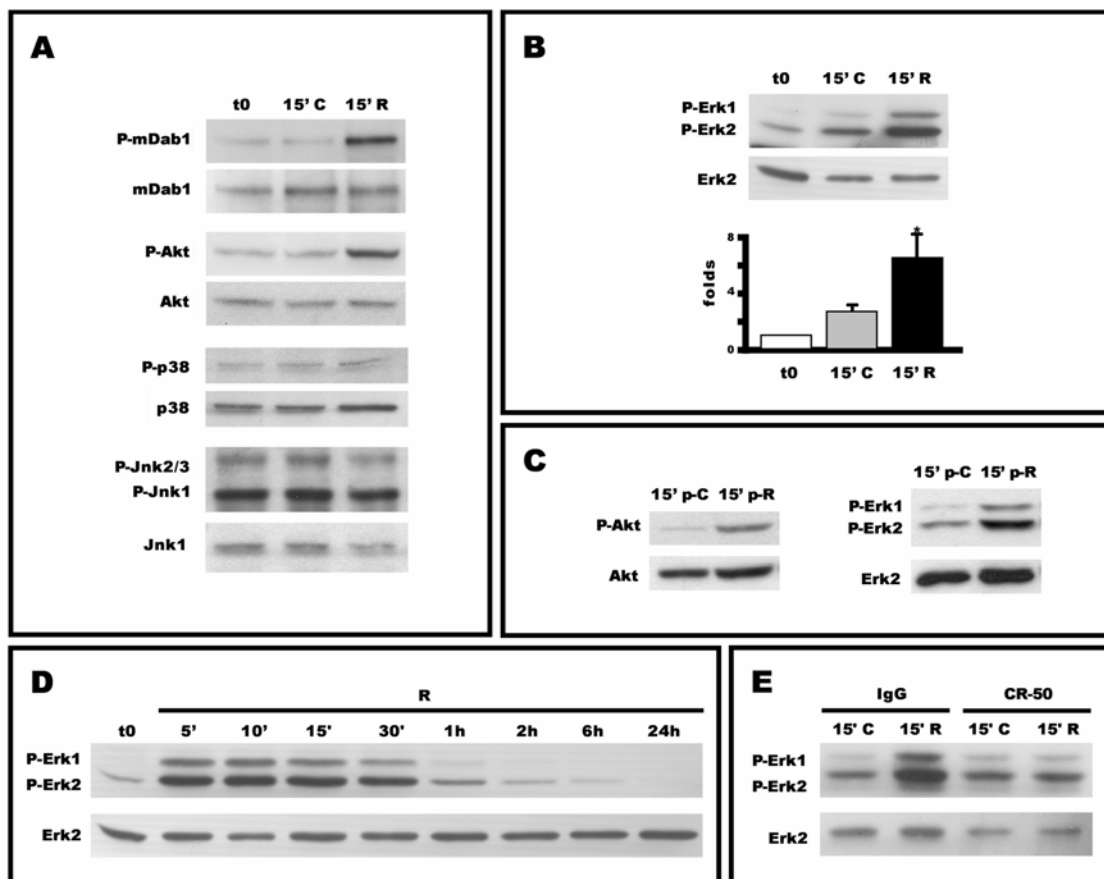 A
t0 15’ C 15’ R
P-mDab1
mDab1
P-Akt
Akt
P-p38
p38
P-Jnk2/3
P-Jnk1
Jnk1
B
t0 15’ C 15’ R
P-Erk1
P-Erk2
Erk2
folds
8
*
4
0
t0 15’ C 15’ R
C
15’ p-C 15’ p-R
P-Akt
Akt
15’ p-C 15’ p-R
P-Erk1
P-Erk2
Erk2
D
R
t0 5’ 10’ 15’ 30’ 1h 2h 6h 24h
P-Erk1
P-Erk2
Erk2
E
IgG CR-50
15’ C 15’ R 15’ C 15’ R
P-Erk1
P-Erk2
Erk2